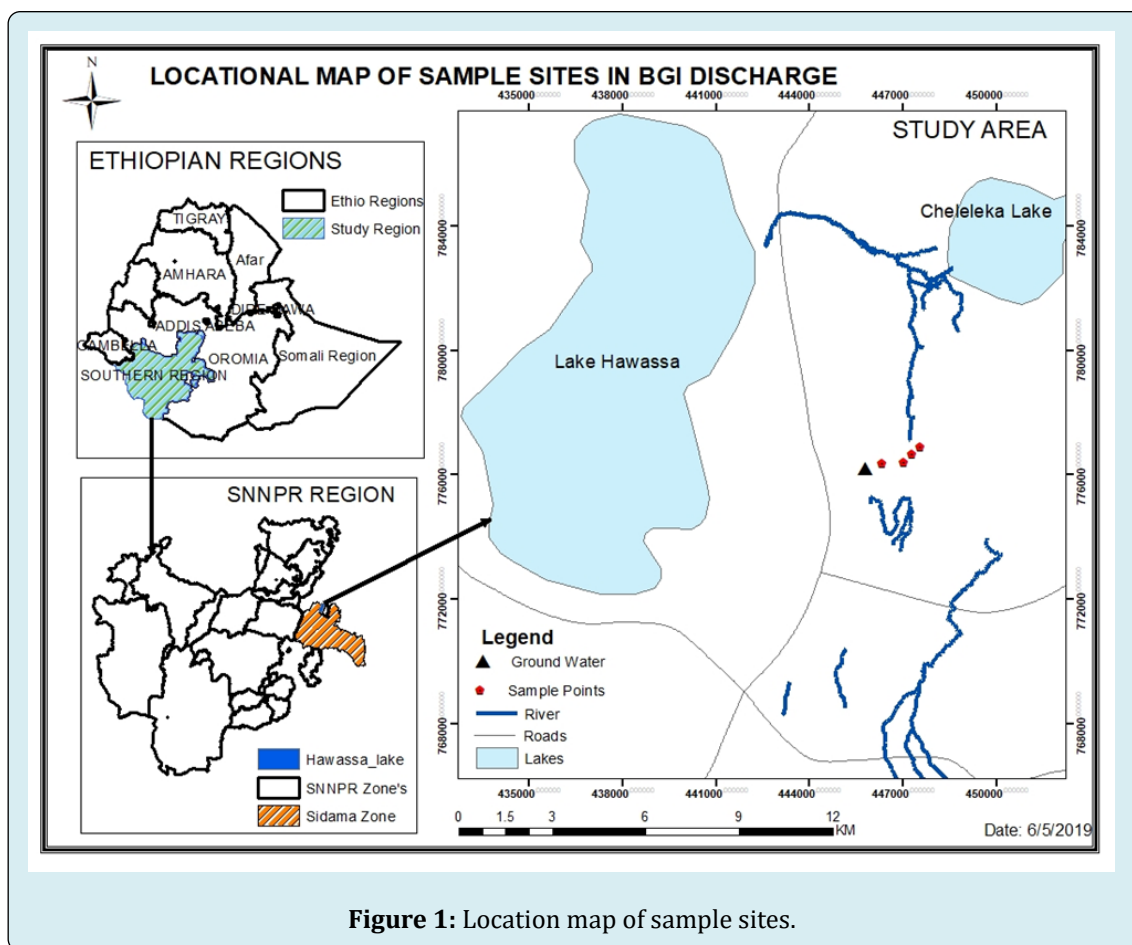 N
LOCATIONAL MAP OF SAMPLE SITES IN BGI DISCHARGE
ETHIOPIAN REGIONS
Ethio Regions
Study Region
TIGRAY
Afar
AMHARA
ADDIS ABEBA
GAMBELLA
OROMIA
Somali Region
SOUTHERN REGION
SNNPR REGION
Hawassa_lake
SNNPR Zone's
Sidama Zone
435000 438000 441000 444000 447000 450000
STUDY AREA
Cheleleka Lake
Lake Hawassa
784000 784000
780000 780000
776000 776000
772000 772000
768000 768000
Legend
Ground Water
Sample Points
River
Roads
Lakes
435000 438000 441000 444000 447000 450000
0 1.5 3 6 9 12
KM
Date: 6/5/2019
Figure 1: Location map of sample sites.